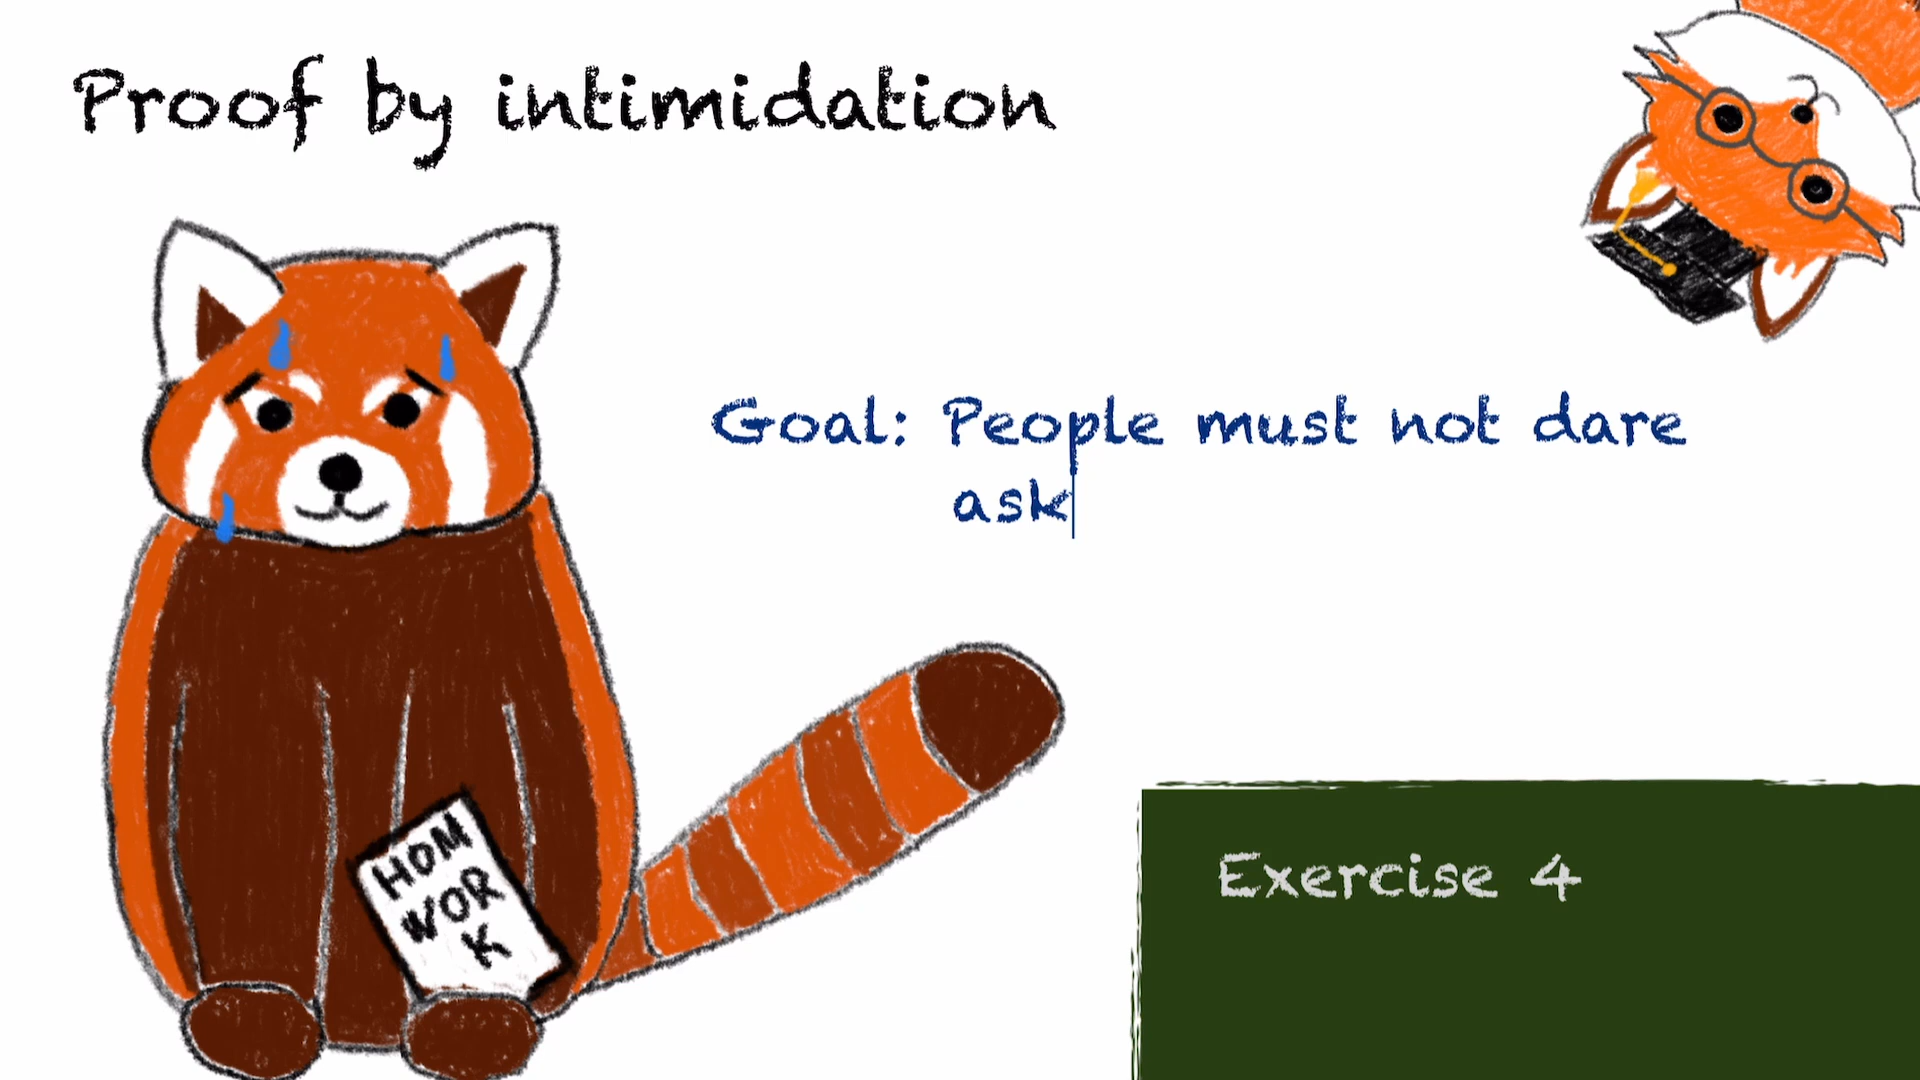 Proof by intimidation
Goal: People must not dare
ask
HOM
WOR
K
Exercise 4